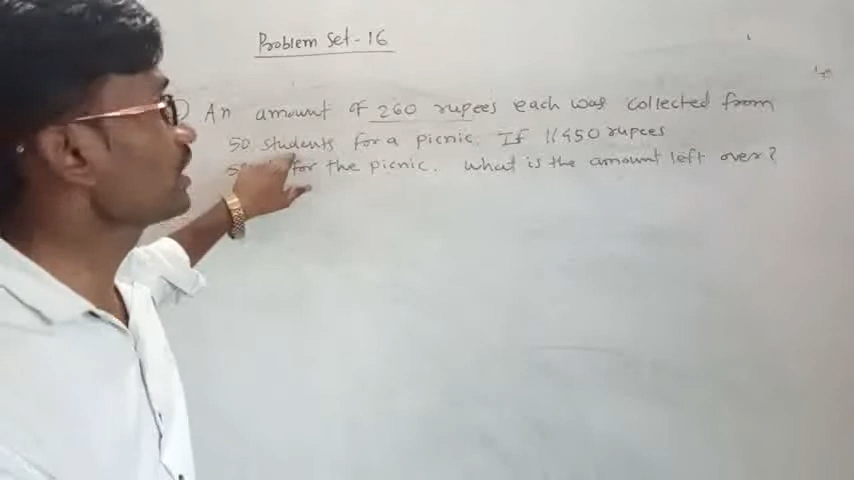 Problem Set - 16
An amount of 260 rupees each was collected from
50 students for a picnic. If 11450 rupees
for the picnic. What is the amount left over?